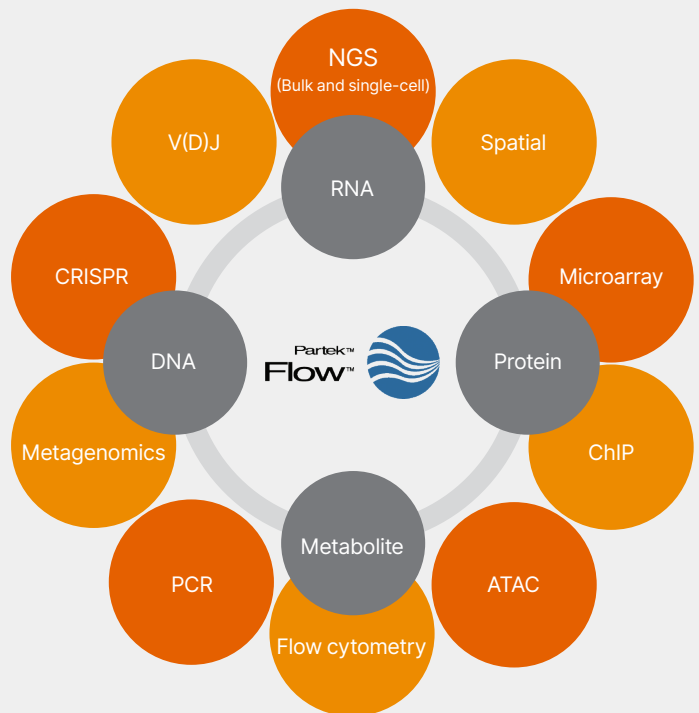 NGS
(Bulk and single-cell)
V(D)J
Spatial
RNA
CRISPR
Microarray
DNA
Partek™
Flow™
Protein
Metagenomics
ChIP
Metabolite
PCR
ATAC
Flow cytometry